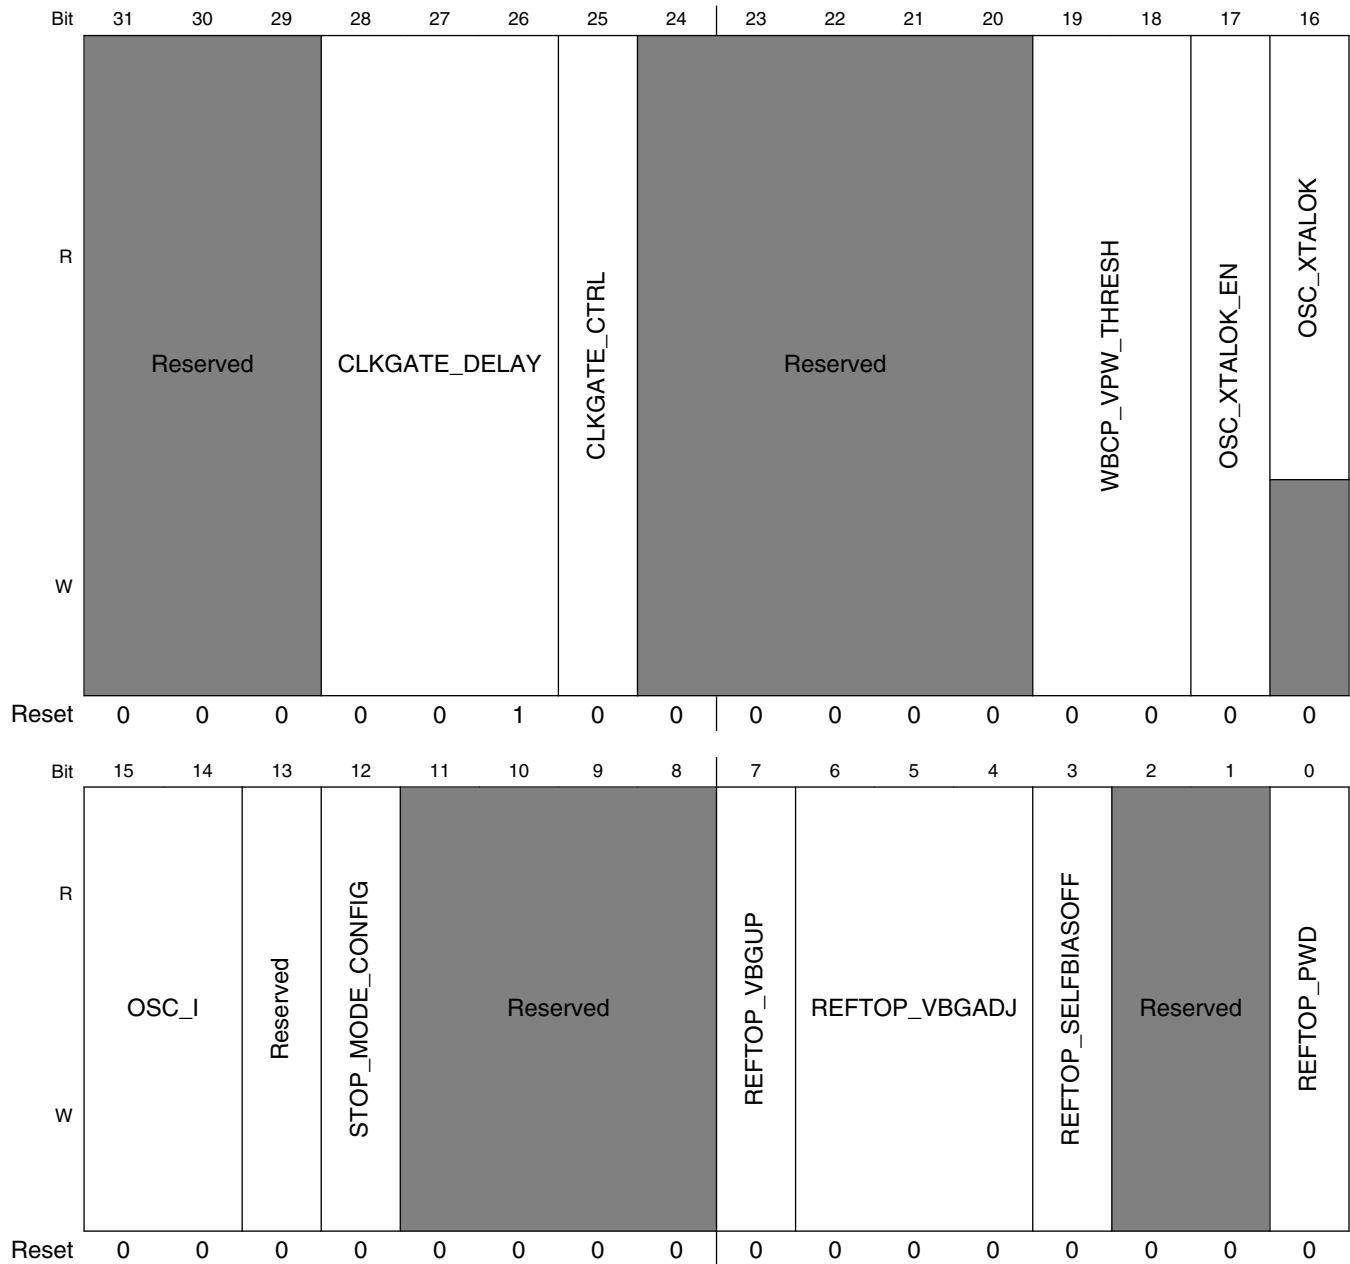 Bit 31 30 29 28 27 26 25 24 23 22 21 20 19 18 17 16
R
Reserved CLKGATE_DELAY CLKGATE_CTRL Reserved WBCP_VPW_THRESH OSC_XTALOK_EN OSC_XTALOK
W
Reset 0 0 0 0 0 1 0 0 0 0 0 0 0 0 0 0
Bit 15 14 13 12 11 10 9 8 7 6 5 4 3 2 1 0
R
OSC_I Reserved STOP_MODE_CONFIG Reserved REFTOP_VBGUP REFTOP_VBGADJ REFTOP_SELFBIASOFF Reserved REFTOP_PWD
W
Reset 0 0 0 0 0 0 0 0 0 0 0 0 0 0 0 0